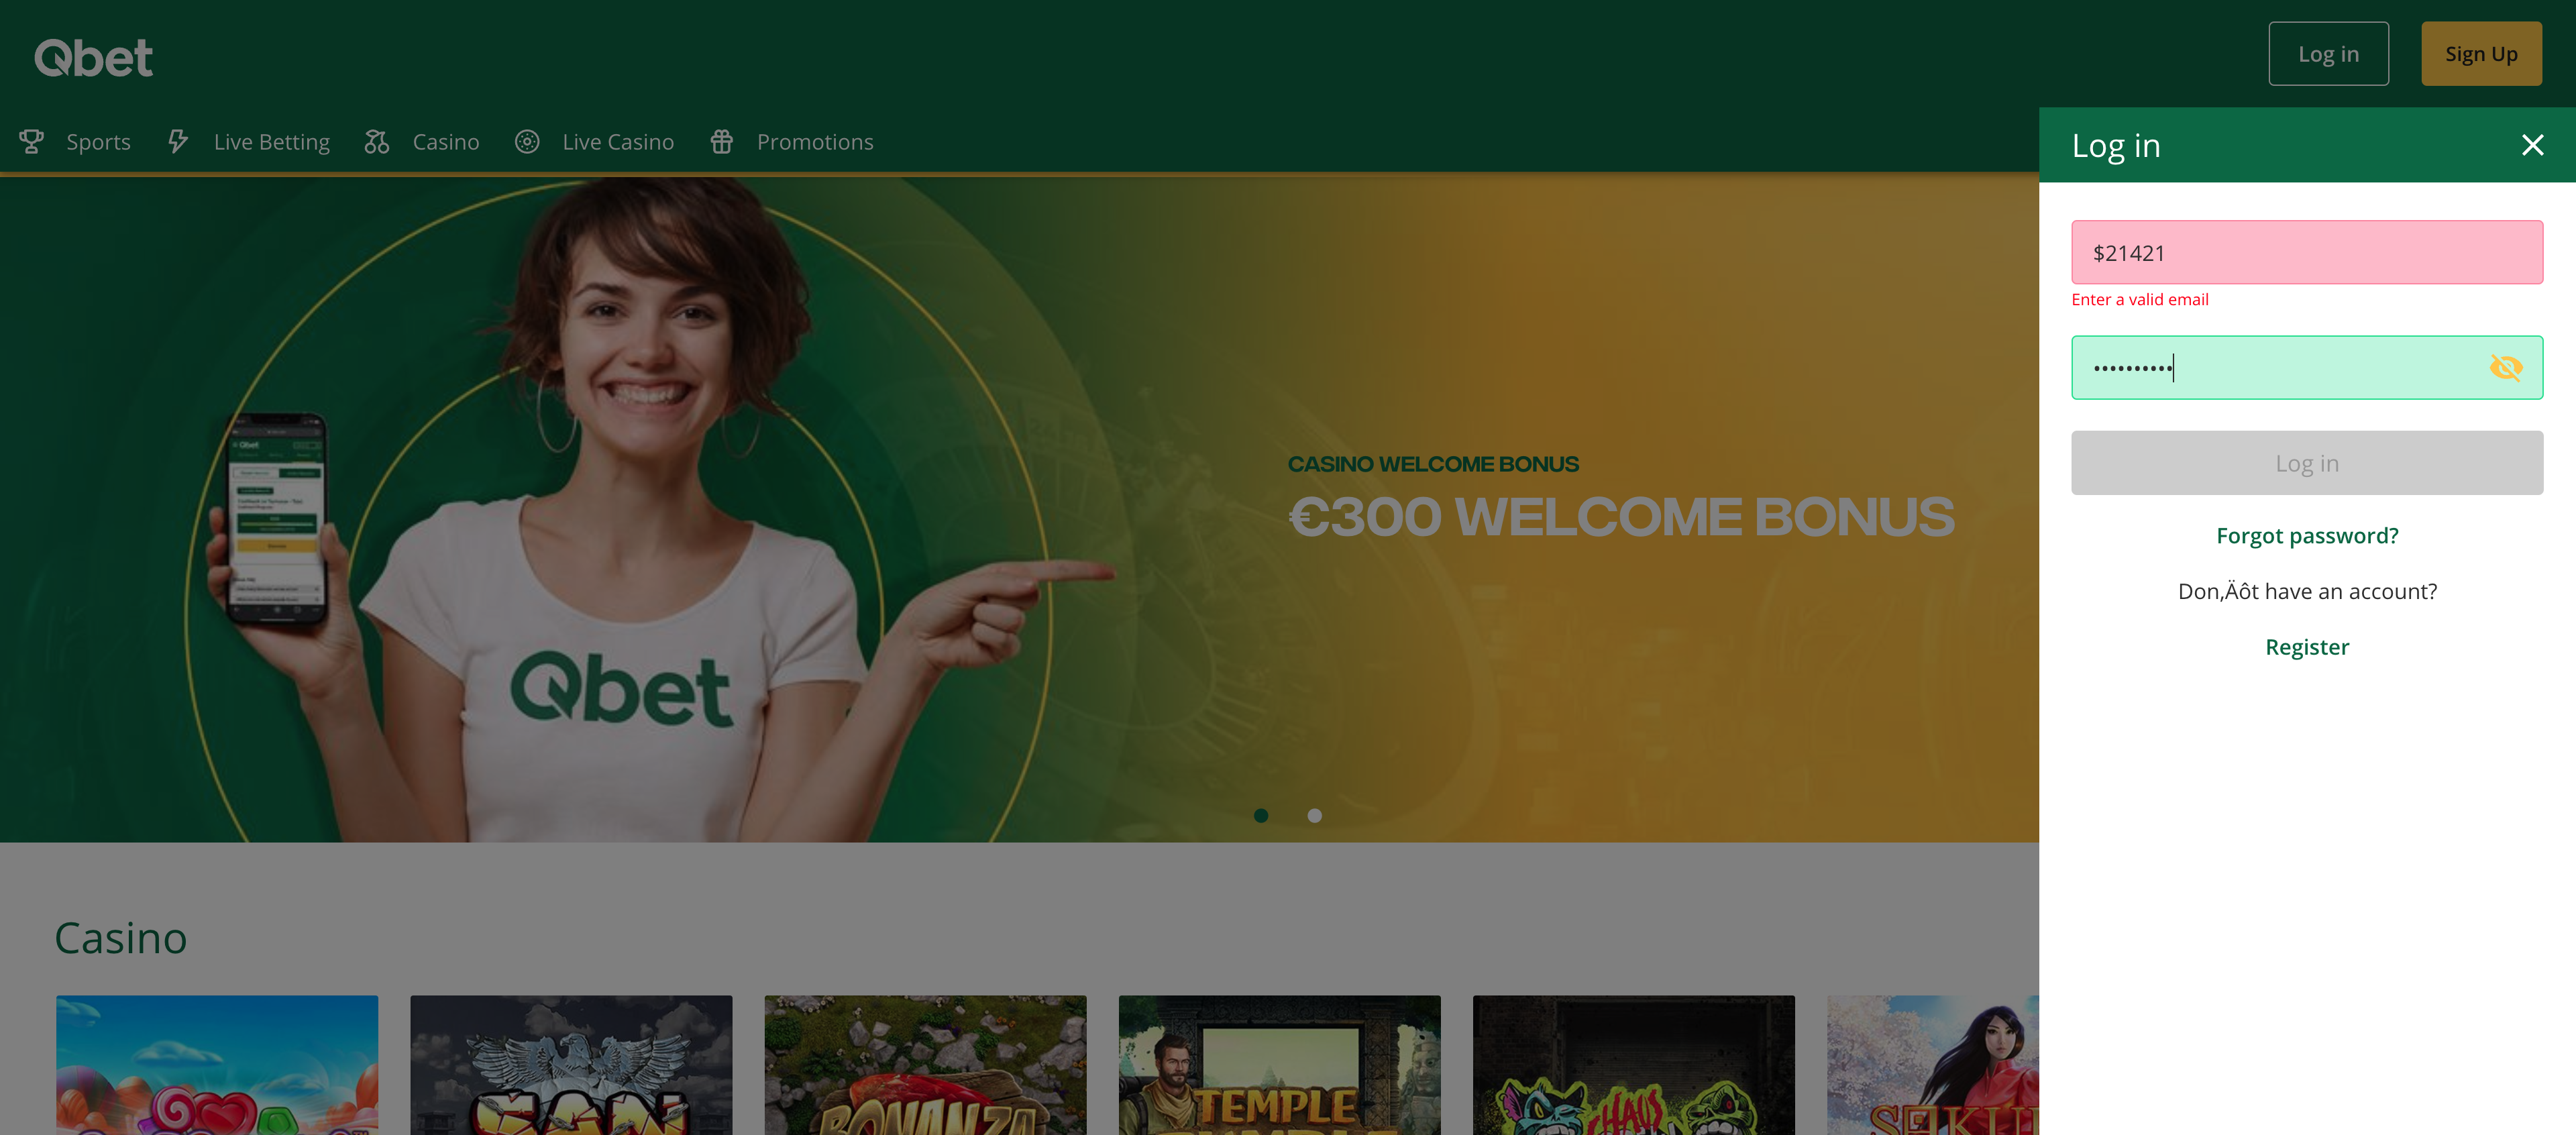 Qbet
Log in
Sign Up
Sports
Live Betting
Casino
Live Casino
Promotions
Log in
$21421
Enter a valid email
••••••••••
Log in
Forgot password?
Don‚Äôt have an account?
Register
CASINO WELCOME BONUS
€300 WELCOME BONUS
Qbet
Qbet
Casino
BONANZA
TEMPLE
CHAOS